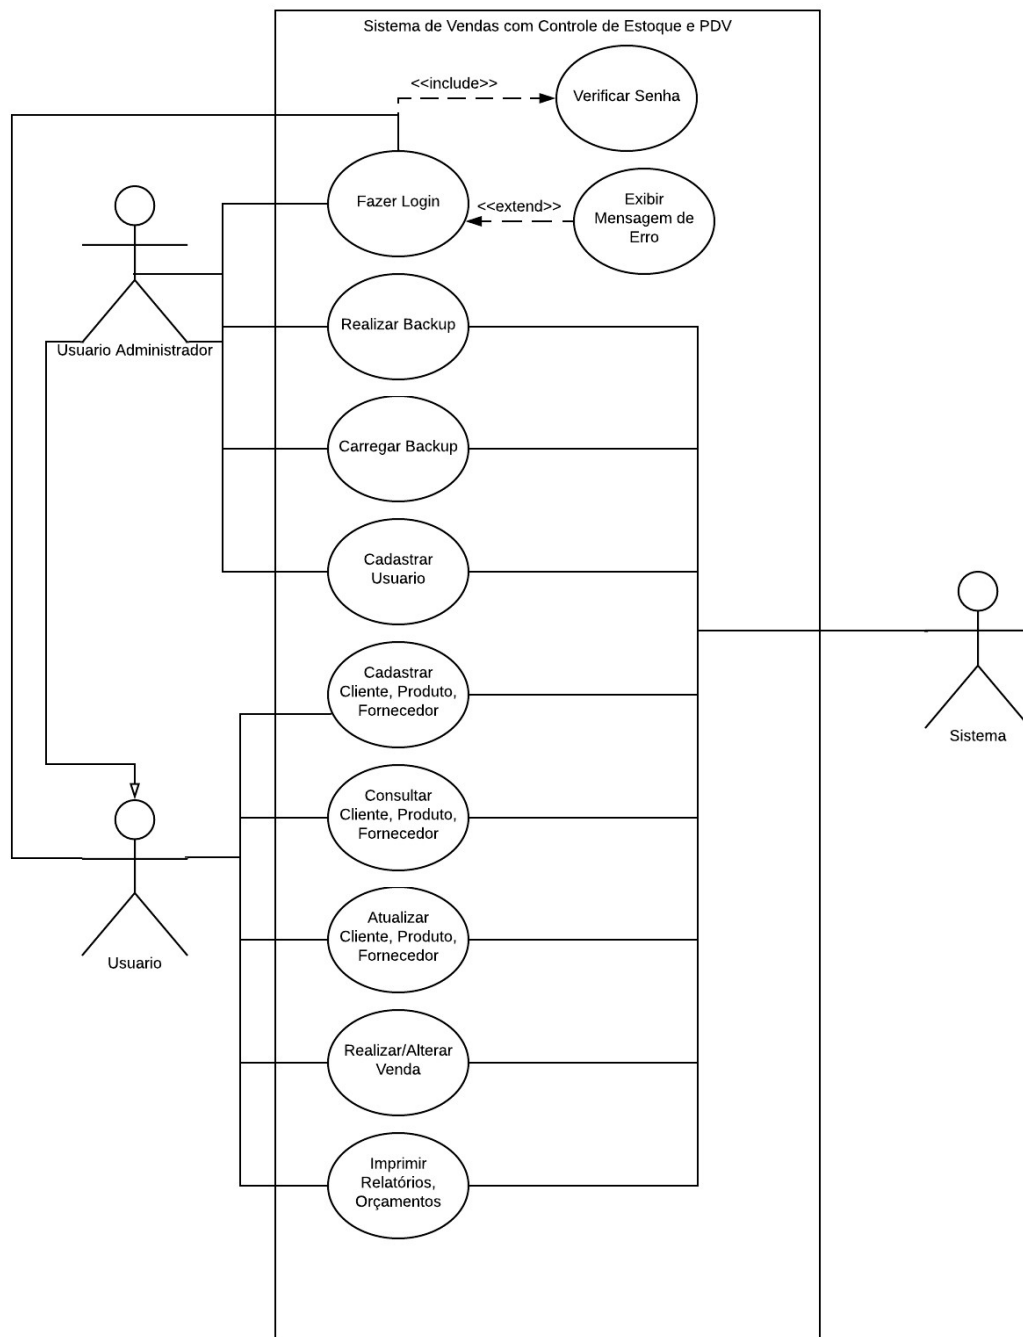 Sistema de Vendas com Controle de Estoque e PDV
<<include>>
Verificar Senha
Fazer Login
<<extend>>
Exibir
Mensagem de
Erro
Usuario Administrador
Realizar Backup
Carregar Backup
Cadastrar
Usuario
Cadastrar
Cliente, Produto,
Fornecedor
Sistema
Consultar
Cliente, Produto,
Fornecedor
Atualizar
Cliente, Produto,
Fornecedor
Usuario
Realizar/Alterar
Venda
Imprimir
Relatórios,
Orçamentos